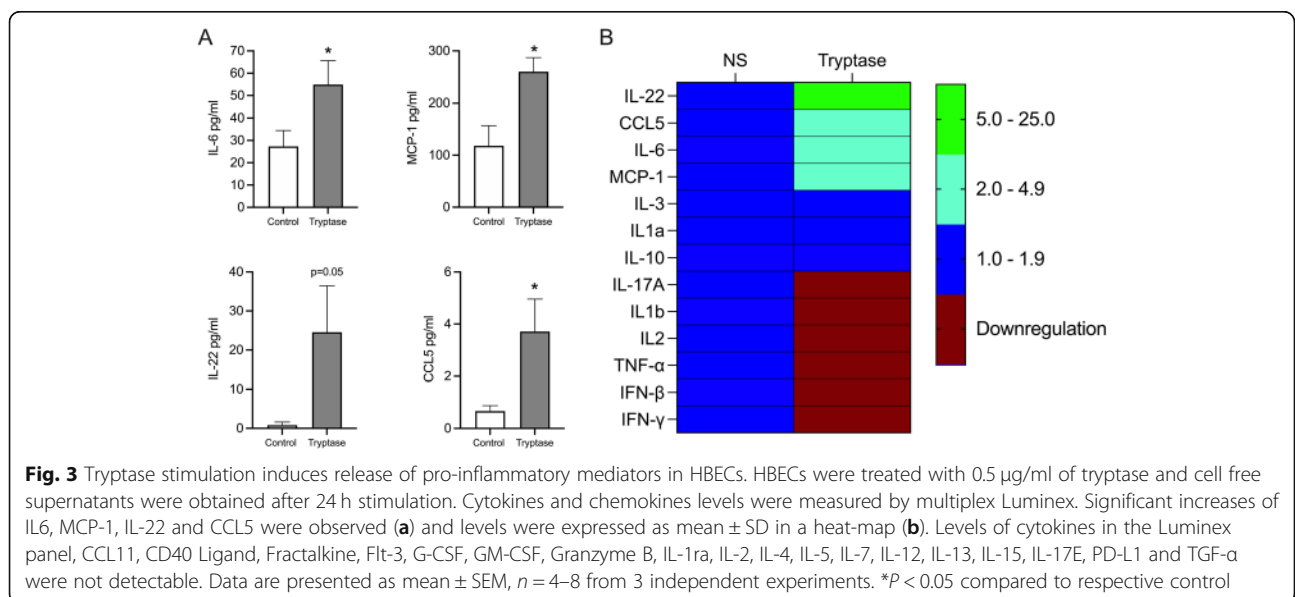 A
70
60
50
40
30
20
10
0
IL-6 pg/ml
*
Control Tryptase
300
200
100
0
MCP-1 pg/ml
*
Control Tryptase
40
30
20
10
0
IL-22 pg/ml
p=0.05
Control Tryptase
6
4
2
0
CCL5 pg/ml
*
Control Tryptase
B
NS Tryptase
IL-22
CCL5
IL-6
MCP-1
IL-3
IL1a
IL-10
IL-17A
IL1b
IL2
TNF-α
IFN-β
IFN-γ
5.0 - 25.0
2.0 - 4.9
1.0 - 1.9
Downregulation
Fig. 3 Tryptase stimulation induces release of pro-inflammatory mediators in HBECs. HBECs were treated with 0.5 μg/ml of tryptase and cell free
supernatants were obtained after 24 h stimulation. Cytokines and chemokines levels were measured by multiplex Luminex. Significant increases of
IL6, MCP-1, IL-22 and CCL5 were observed (a) and levels were expressed as mean ± SD in a heat-map (b). Levels of cytokines in the Luminex
panel, CCL11, CD40 Ligand, Fractalkine, Flt-3, G-CSF, GM-CSF, Granzyme B, IL-1ra, IL-2, IL-4, IL-5, IL-7, IL-12, IL-13, IL-15, IL-17E, PD-L1 and TGF-α
were not detectable. Data are presented as mean ± SEM, n = 4–8 from 3 independent experiments. *P < 0.05 compared to respective control